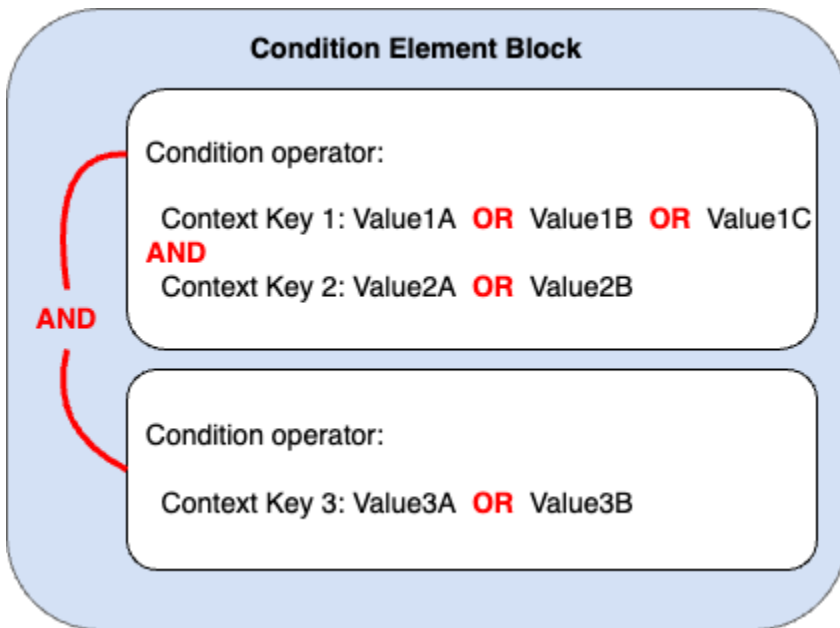 Condition Element Block
Condition operator:
Context Key 1: Value1A OR Value1B OR Value1C
AND
Context Key 2: Value2A OR Value2B
AND
Condition operator:
Context Key 3: Value3A OR Value3B